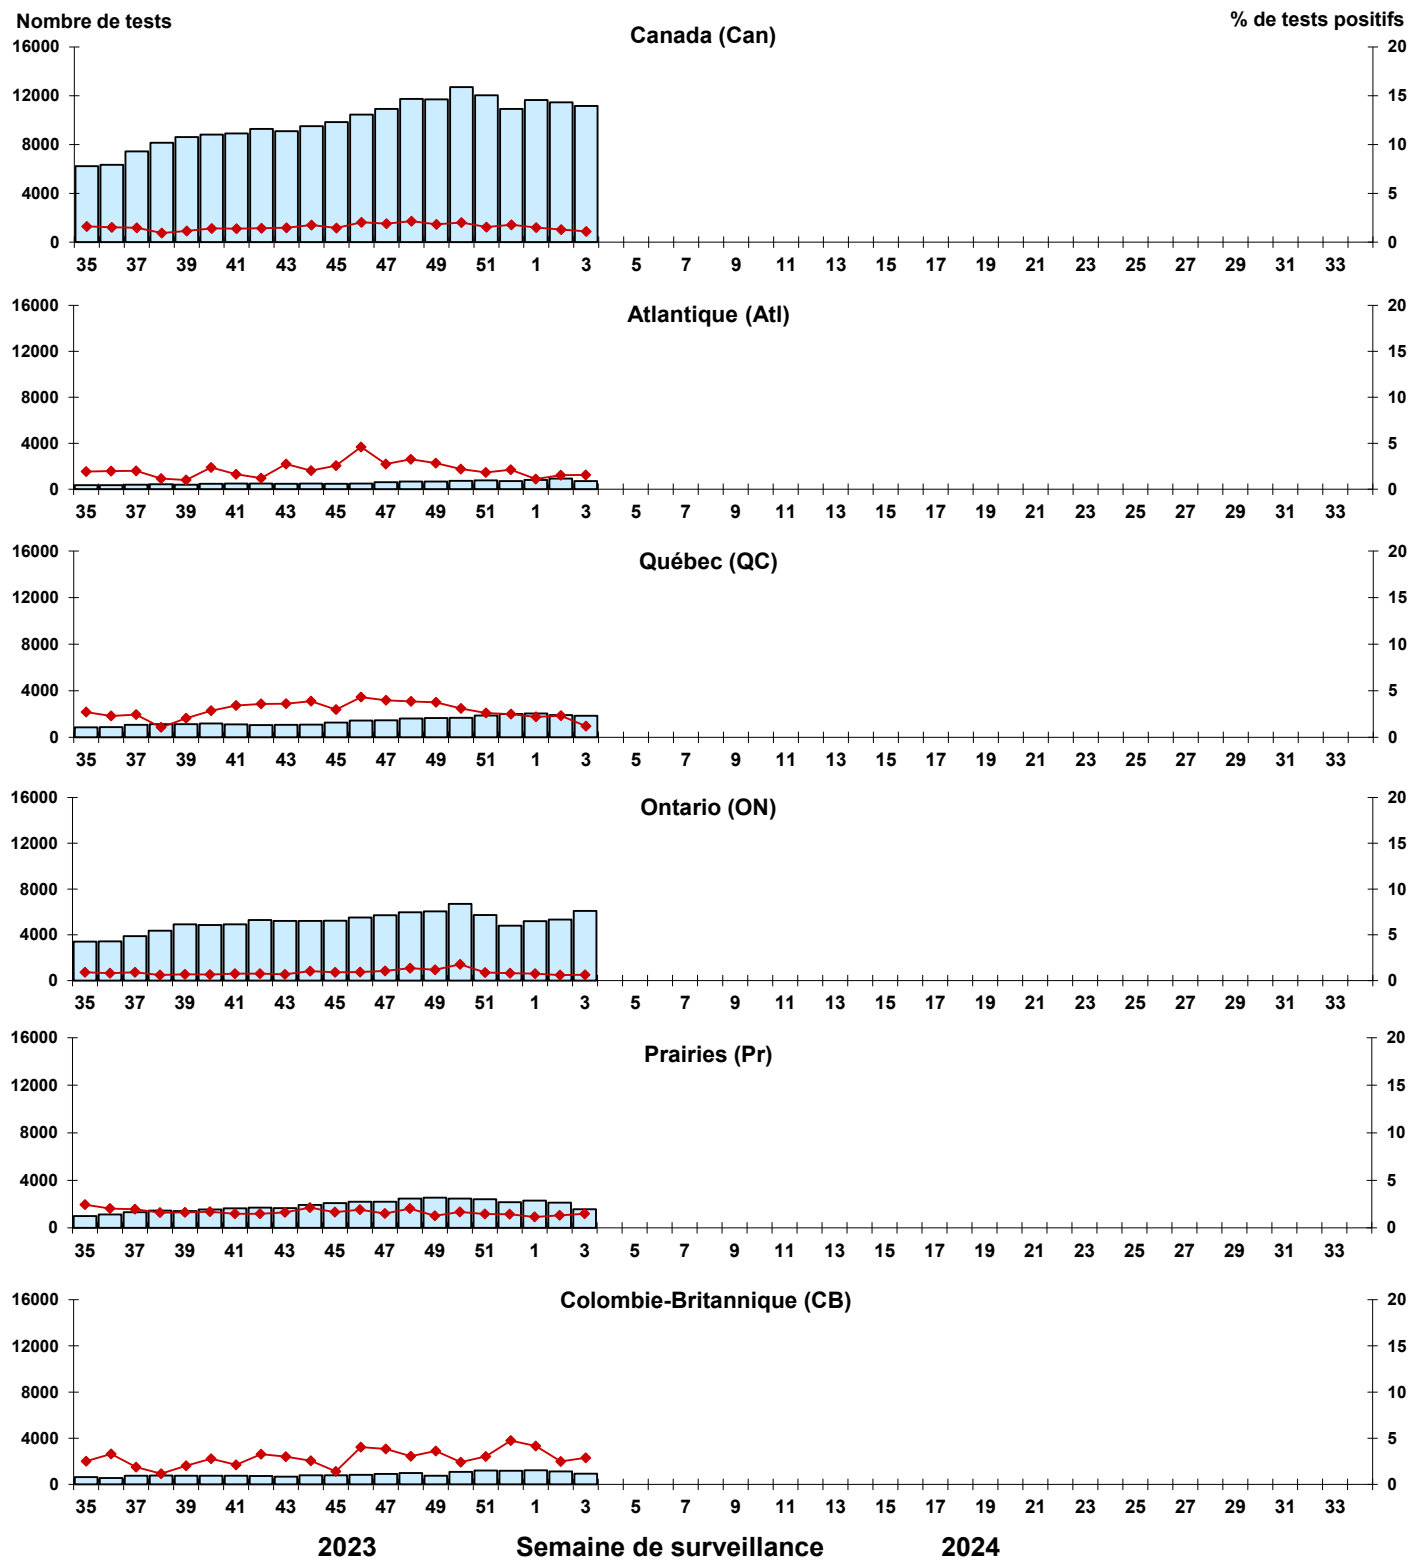 Nombre de tests
% de tests positifs
Canada (Can)
16000 20
12000 15
8000 10
4000 5
0 0
35 37 39 41 43 45 47 49 51 1 3 5 7 9 11 13 15 17 19 21 23 25 27 29 31 33
Atlantique (Atl)
16000 20
12000 15
8000 10
4000 5
0 0
35 37 39 41 43 45 47 49 51 1 3 5 7 9 11 13 15 17 19 21 23 25 27 29 31 33
Québec (QC)
16000 20
12000 15
8000 10
4000 5
0 0
35 37 39 41 43 45 47 49 51 1 3 5 7 9 11 13 15 17 19 21 23 25 27 29 31 33
Ontario (ON)
16000 20
12000 15
8000 10
4000 5
0 0
35 37 39 41 43 45 47 49 51 1 3 5 7 9 11 13 15 17 19 21 23 25 27 29 31 33
Prairies (Pr)
16000 20
12000 15
8000 10
4000 5
0 0
35 37 39 41 43 45 47 49 51 1 3 5 7 9 11 13 15 17 19 21 23 25 27 29 31 33
Colombie-Britannique (CB)
16000 20
12000 15
8000 10
4000 5
0 0
35 37 39 41 43 45 47 49 51 1 3 5 7 9 11 13 15 17 19 21 23 25 27 29 31 33
2023 Semaine de surveillance 2024